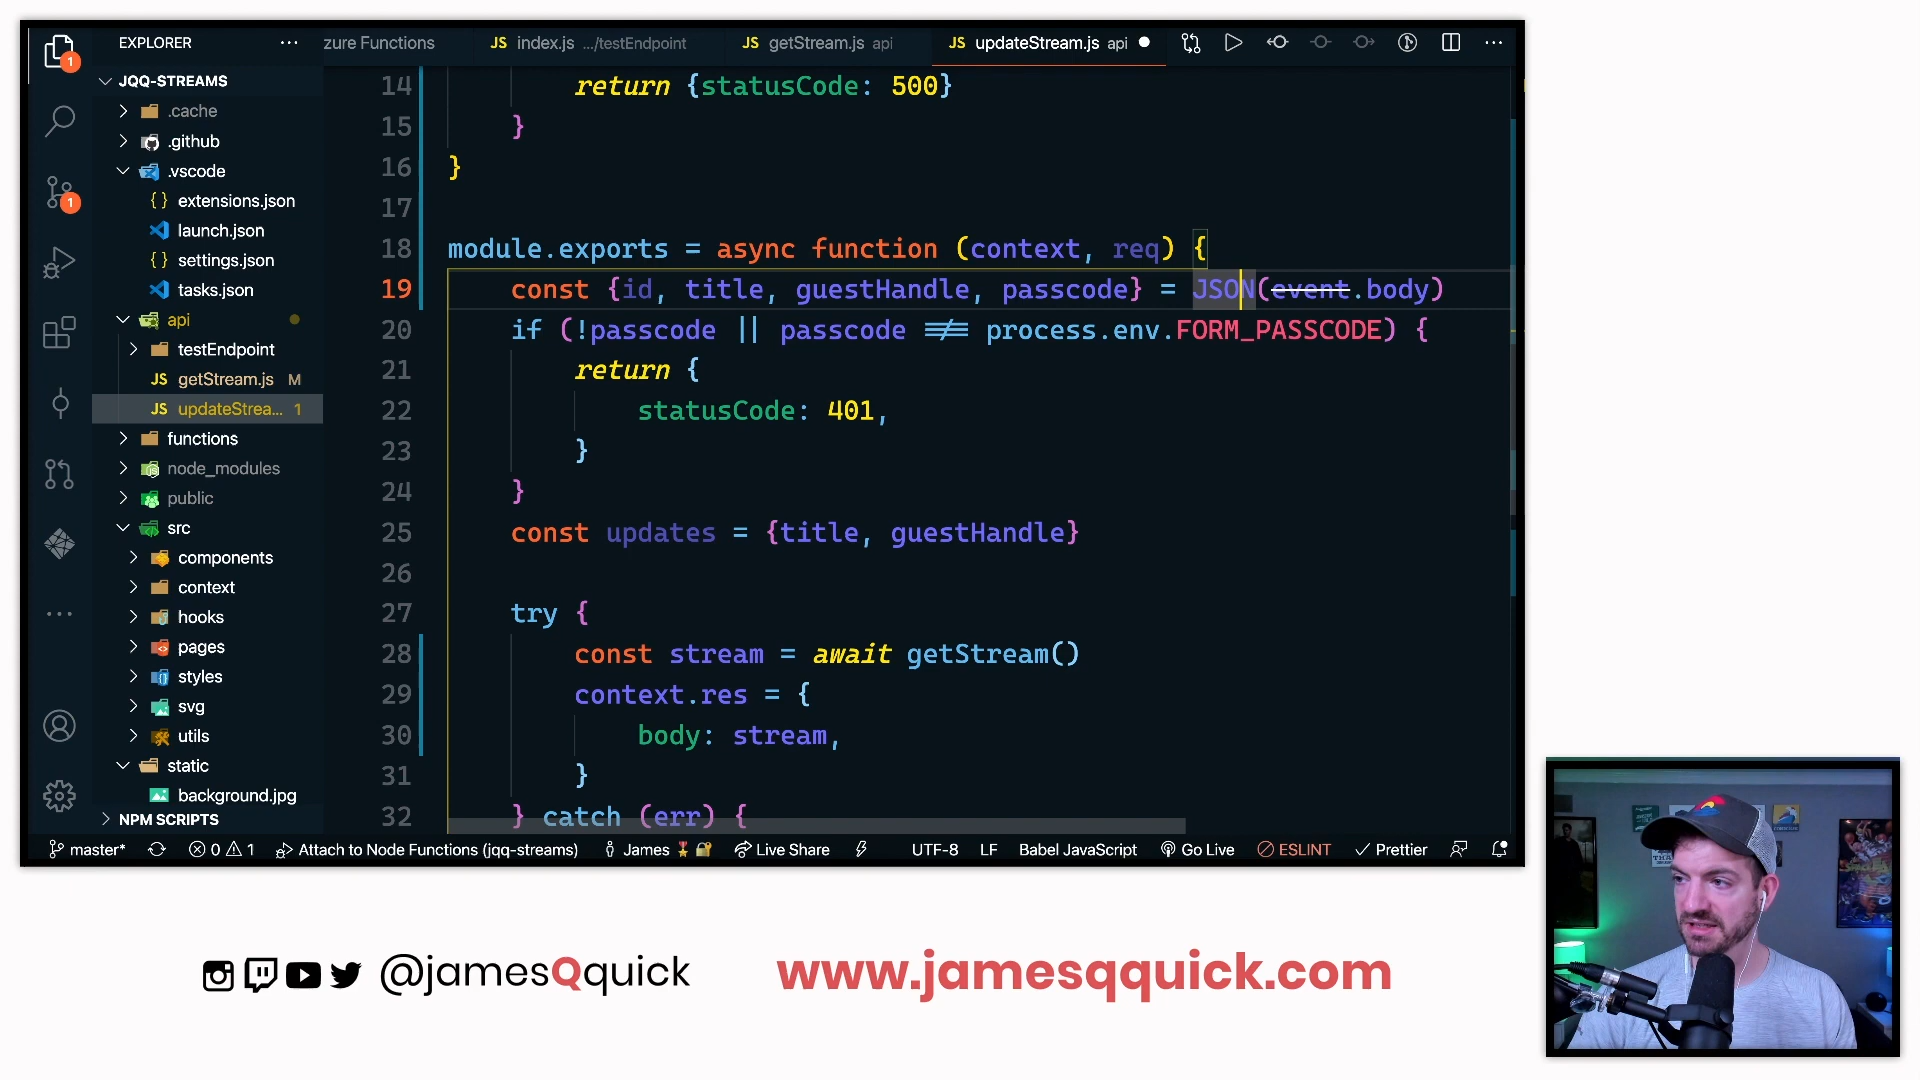 EXPLORER ···
JQQ-STREAMS
.cache
.github
.vscode
{} extensions.json
launch.json
{} settings.json
tasks.json
api
testEndpoint
JS getStream.js M
JS updateStrea... 1
functions
node_modules
public
src
components
context
hooks
pages
styles
svg
utils
static
background.jpg
NPM SCRIPTS
1
1
zure Functions JS index.js .../testEndpoint JS getStream.js api JS updateStream.js api
14 return {statusCode: 500}
15 }
16 }
17
18 module.exports = async function (context, req) {
19 const {id, title, guestHandle, passcode} = JSON(event.body)
20 if (!passcode || passcode !== process.env.FORM_PASSCODE) {
21 return {
22 statusCode: 401,
23 }
24 }
25 const updates = {title, guestHandle}
26
27 try {
28 const stream = await getStream()
29 context.res = {
30 body: stream,
31 }
32 } catch (err) {
master* 0 1 Attach to Node Functions (jqq-streams) James Live Share UTF-8 LF Babel JavaScript Go Live ESLINT Prettier
@jamesQquick www.jamesqquick.com